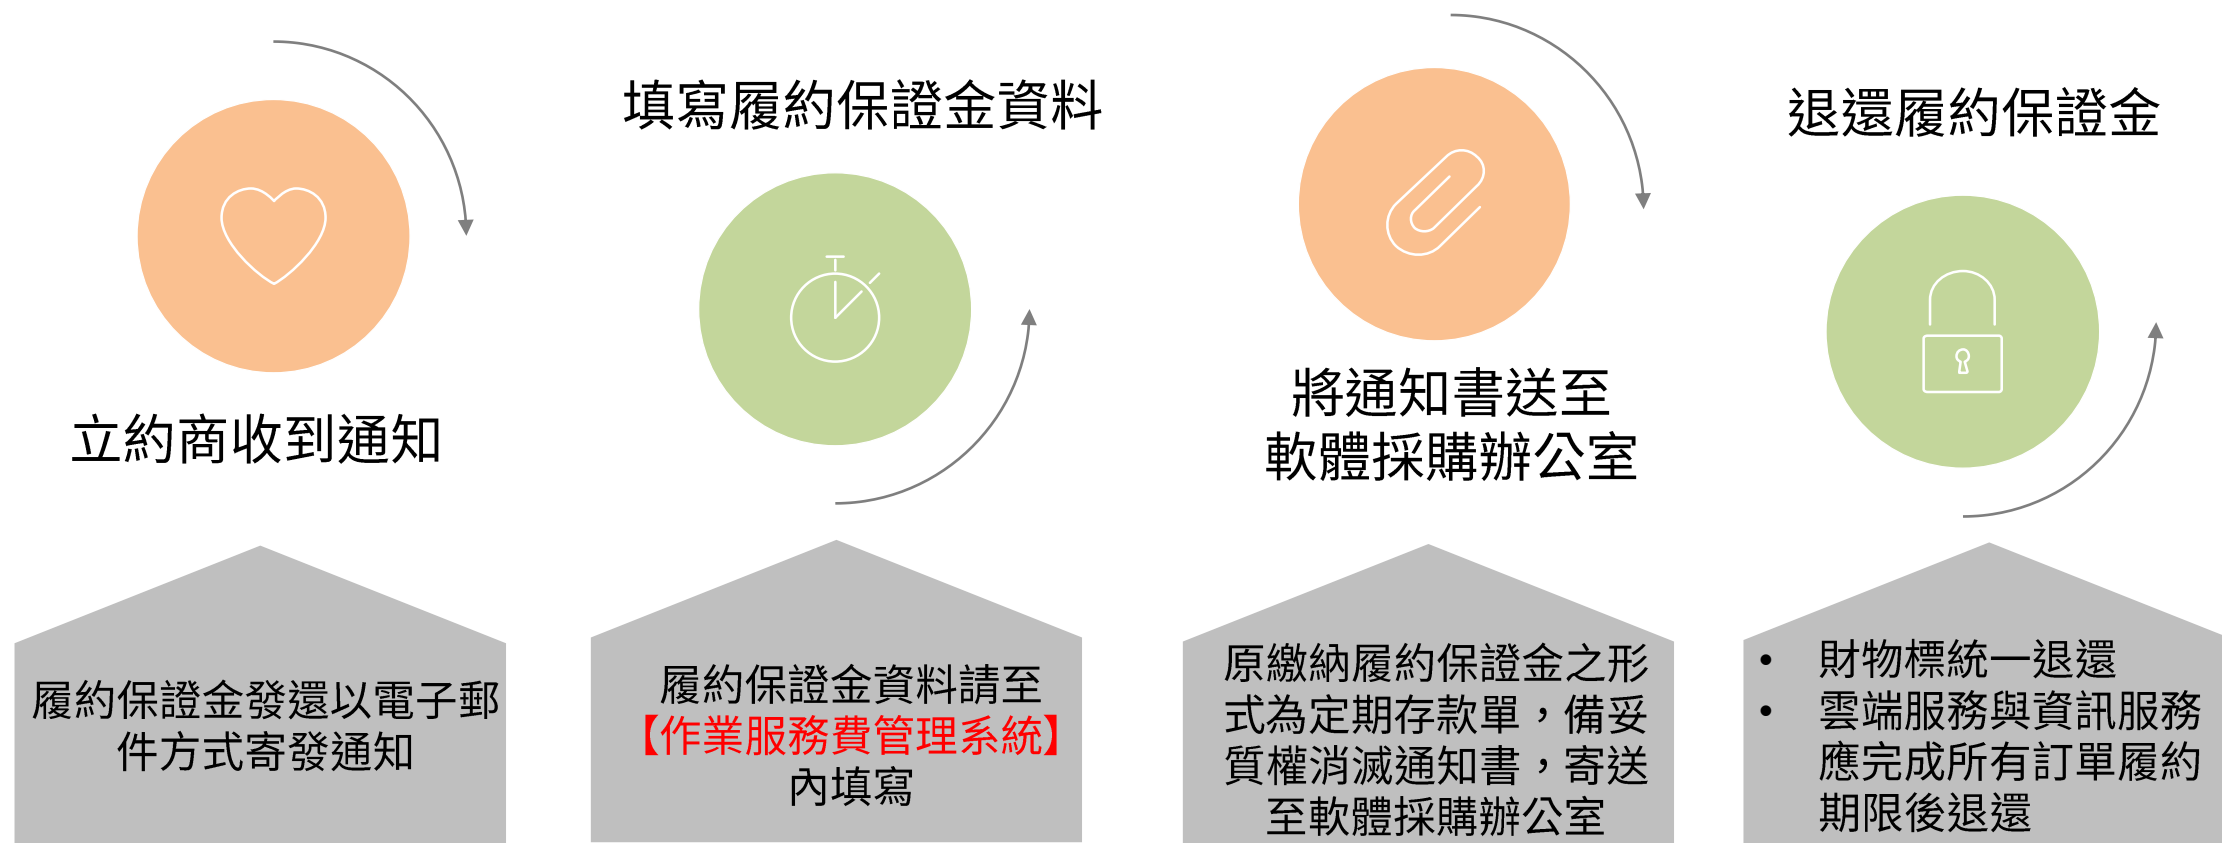 立約商收到通知
履約保證金發還以電子郵
件方式寄發通知
填寫履約保證金資料
履約保證金資料請至
【作業服務費管理系統】
內填寫
將通知書送至
軟體採購辦公室
原繳納履約保證金之形
式為定期存款單，備妥
質權消滅通知書，寄送
至軟體採購辦公室
退還履約保證金
• 財物標統一退還
• 雲端服務與資訊服務
應完成所有訂單履約
期限後退還